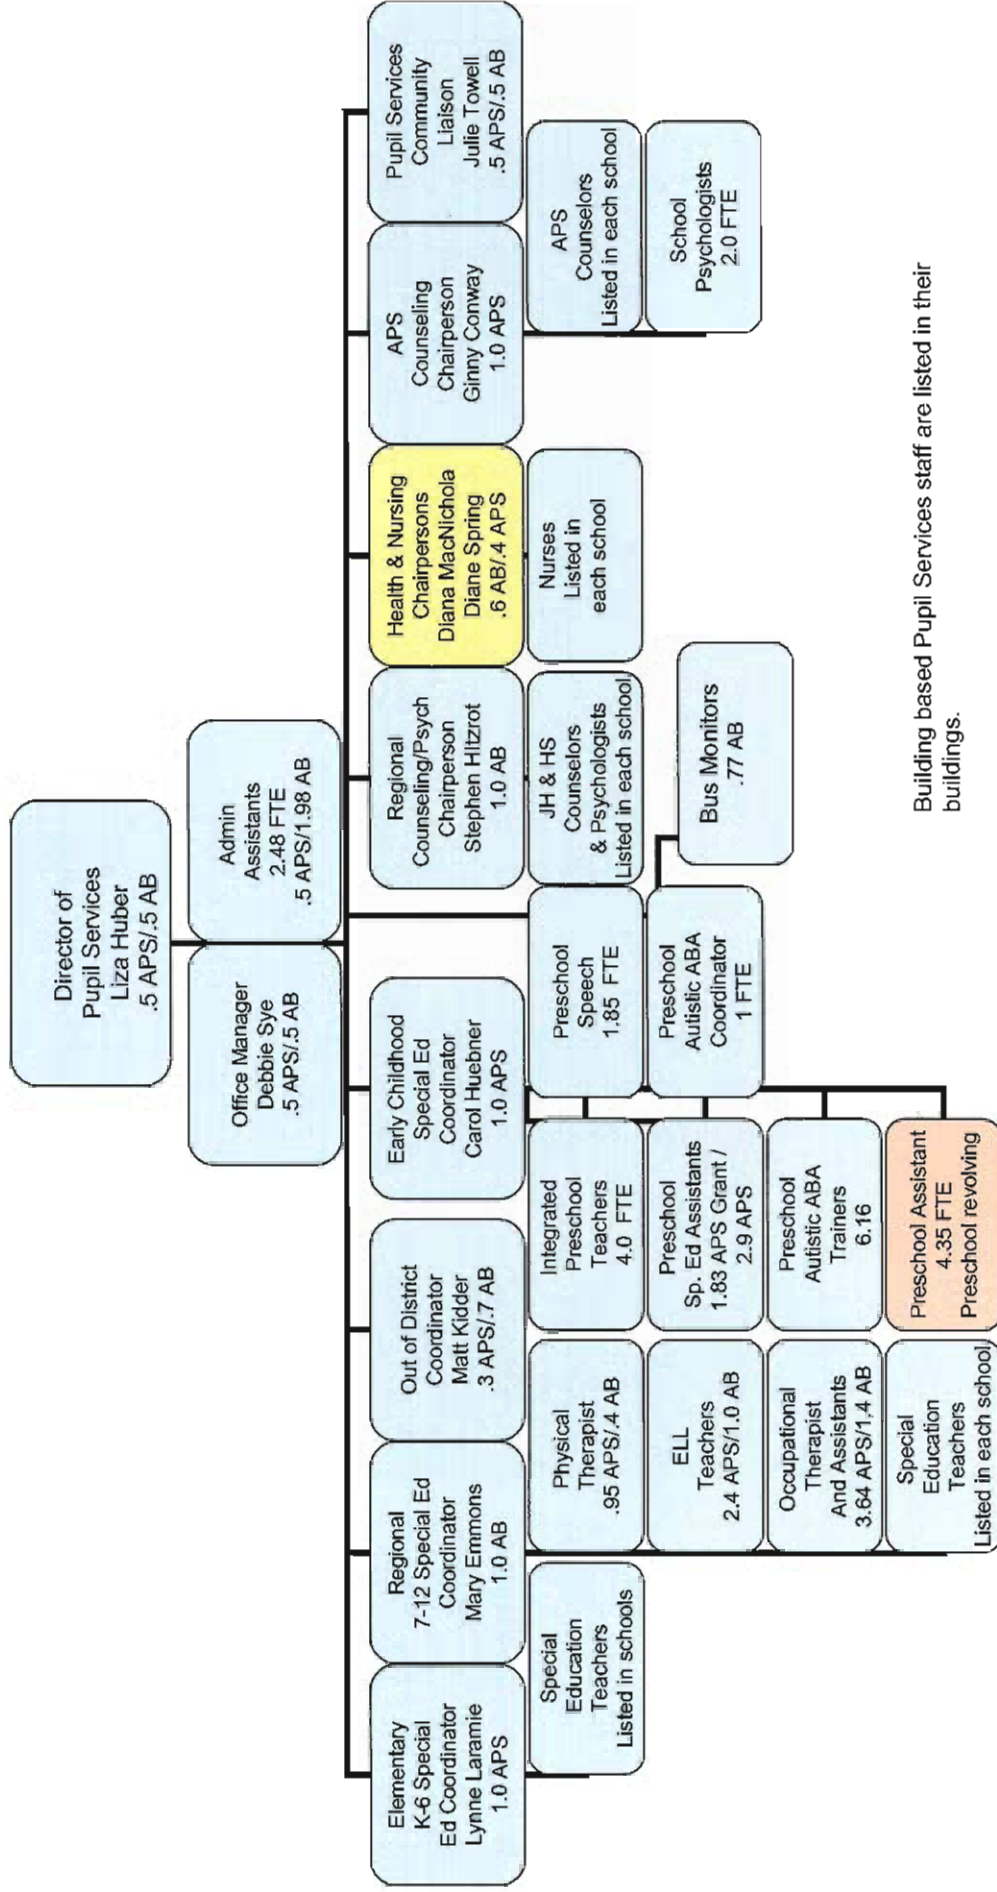 Director of
Pupil Services
Liza Huber
.5 APS/.5 AB
Office Manager
Debbie Sye
.5 APS/.5 AB
Admin
Assistants
2.48 FTE
.5 APS/1.98 AB
Elementary
K-6 Special
Ed Coordinator
Lynne Laramie
1.0 APS
Regional
7-12 Special Ed
Coordinator
Mary Emmons
1.0 AB
Out of District
Coordinator
Matt Kidder
.3 APS/.7 AB
Early Childhood
Special Ed
Coordinator
Carol Huebner
1.0 APS
Regional
Counseling/Psych
Chairperson
Stephen Hitzrot
1.0 AB
Health & Nursing
Chairpersons
Diana MacNichola
Diane Spring
.6 AB/.4 APS
APS
Counseling
Chairperson
Ginny Conway
1.0 APS
Pupil Services
Community
Liaison
Julie Towell
.5 APS/.5 AB
Special
Education
Teachers
Listed in schools
Physical
Therapist
.95 APS/.4 AB
Integrated
Preschool
Teachers
4.0 FTE
Preschool
Speech
1.85 FTE
JH & HS
Counselors
& Psychologists
Listed in each school
Nurses
Listed in
each school
APS
Counselors
Listed in each school
ELL
Teachers
2.4 APS/1.0 AB
Preschool
Sp. Ed Assistants
1.83 APS Grant /
2.9 APS
Preschool
Autistic ABA
Coordinator
1 FTE
Bus Monitors
.77 AB
School
Psychologists
2.0 FTE
Occupational
Therapist
And Assistants
3.64 APS/1.4 AB
Preschool
Autistic ABA
Trainers
6.16
Special
Education
Teachers
Listed in each school
Preschool Assistant
4.35 FTE
Preschool revolving
Building based Pupil Services staff are listed in their
buildings.